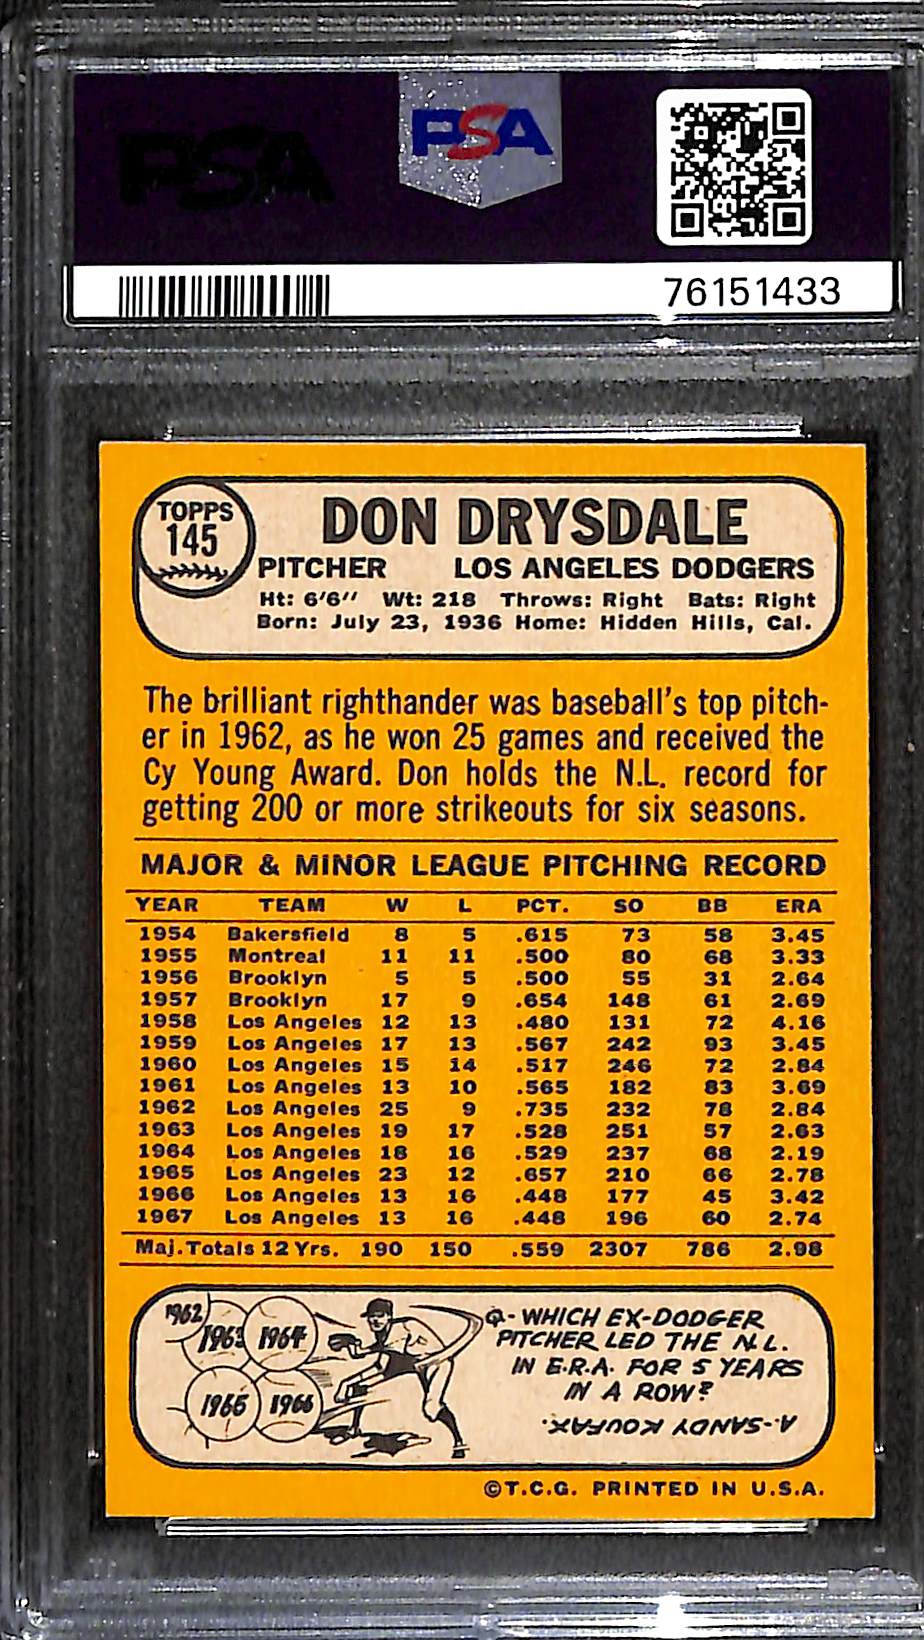 PSA
PSA
76151433
TOPPS
145
DON DRYSDALE
PITCHER LOS ANGELES DODGERS
Ht: 6'6" Wt: 218 Throws: Right Bats: Right
Born: July 23, 1936 Home: Hidden Hills, Cal.
The brilliant righthander was baseball's top pitch-
er in 1962, as he won 25 games and received the
Cy Young Award. Don holds the N.L. record for
getting 200 or more strikeouts for six seasons.
MAJOR & MINOR LEAGUE PITCHING RECORD
YEAR TEAM W L PCT. SO BB ERA
1954 Bakersfield 8 5 .615 73 58 3.45
1955 Montreal 11 11 .500 80 68 3.33
1956 Brooklyn 5 5 .500 55 31 2.64
1957 Brooklyn 17 9 .654 148 61 2.69
1958 Los Angeles 12 13 .480 131 72 4.16
1959 Los Angeles 17 13 .567 242 93 3.45
1960 Los Angeles 15 14 .517 246 72 2.84
1961 Los Angeles 13 10 .565 182 83 3.69
1962 Los Angeles 25 9 .735 232 78 2.84
1963 Los Angeles 19 17 .528 251 57 2.63
1964 Los Angeles 18 16 .529 237 68 2.19
1965 Los Angeles 23 12 .657 210 66 2.78
1966 Los Angeles 13 16 .448 177 45 3.42
1967 Los Angeles 13 16 .448 196 60 2.74
Maj. Totals 12 Yrs. 190 150 .559 2307 786 2.98
1962
1963 1964
1965 1966
Q- WHICH EX-DODGER
PITCHER LED THE N.L.
IN E.R.A. FOR 5 YEARS
IN A ROW?
A.-SANDY KOUFAX.
©T.C.G. PRINTED IN U.S.A.